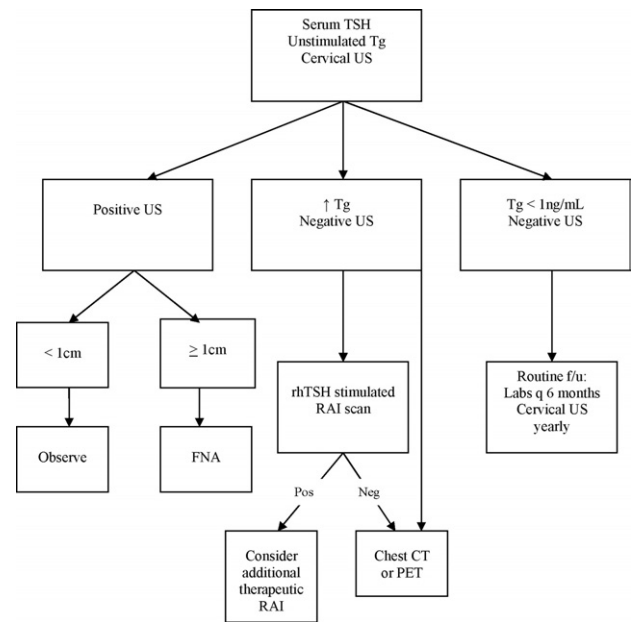 Serum TSH
Unstimulated Tg
Cervical US
Positive US
↑ Tg
Negative US
Tg < 1ng/mL
Negative US
< 1cm
≥ 1cm
rhTSH stimulated
RAI scan
Routine f/u:
Labs q 6 months
Cervical US
yearly
Observe
FNA
Pos
Neg
Consider
additional
therapeutic
RAI
Chest CT
or PET